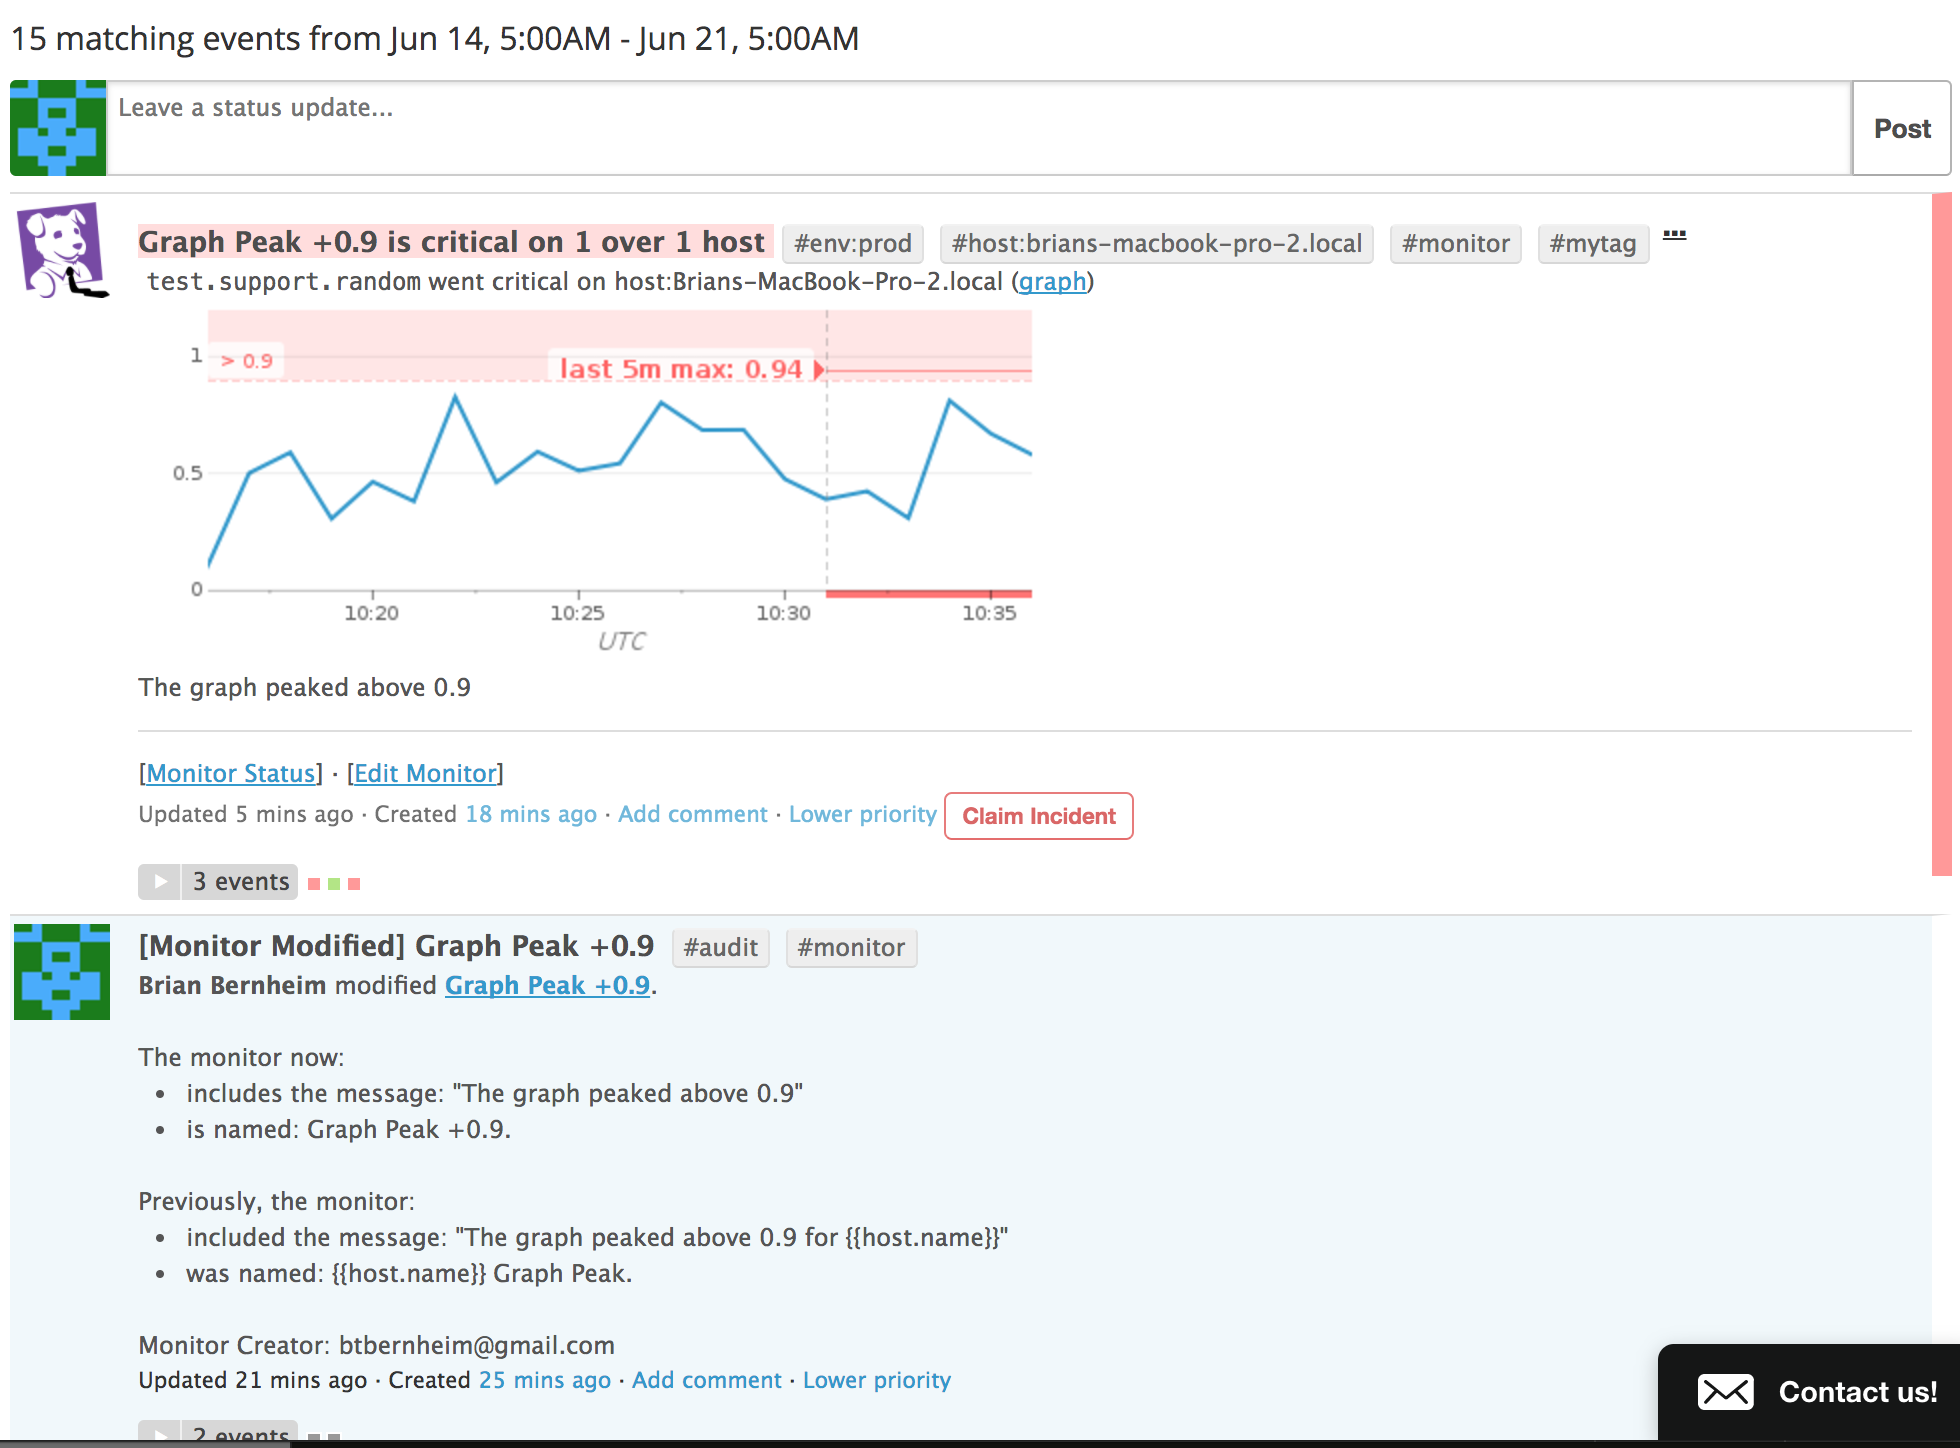 15 matching events from Jun 14, 5:00AM - Jun 21, 5:00AM
Leave a status update...
Post
Graph Peak +0.9 is critical on 1 over 1 host #env:prod #host:brians-macbook-pro-2.local #monitor #mytag ...
test.support.random went critical on host:Brians-MacBook-Pro-2.local (graph)
1
> 0.9
last 5m max: 0.94
0.5
0
10:20 10:25 10:30 10:35
UTC
The graph peaked above 0.9
[Monitor Status] · [Edit Monitor]
Updated 5 mins ago · Created 18 mins ago · Add comment · Lower priority Claim Incident
3 events
[Monitor Modified] Graph Peak +0.9 #audit #monitor
Brian Bernheim modified Graph Peak +0.9.
The monitor now:
• includes the message: "The graph peaked above 0.9"
• is named: Graph Peak +0.9.
Previously, the monitor:
• included the message: "The graph peaked above 0.9 for {{host.name}}"
• was named: {{host.name}} Graph Peak.
Monitor Creator: btbernheim@gmail.com
Updated 21 mins ago · Created 25 mins ago · Add comment · Lower priority
2 events
Contact us!